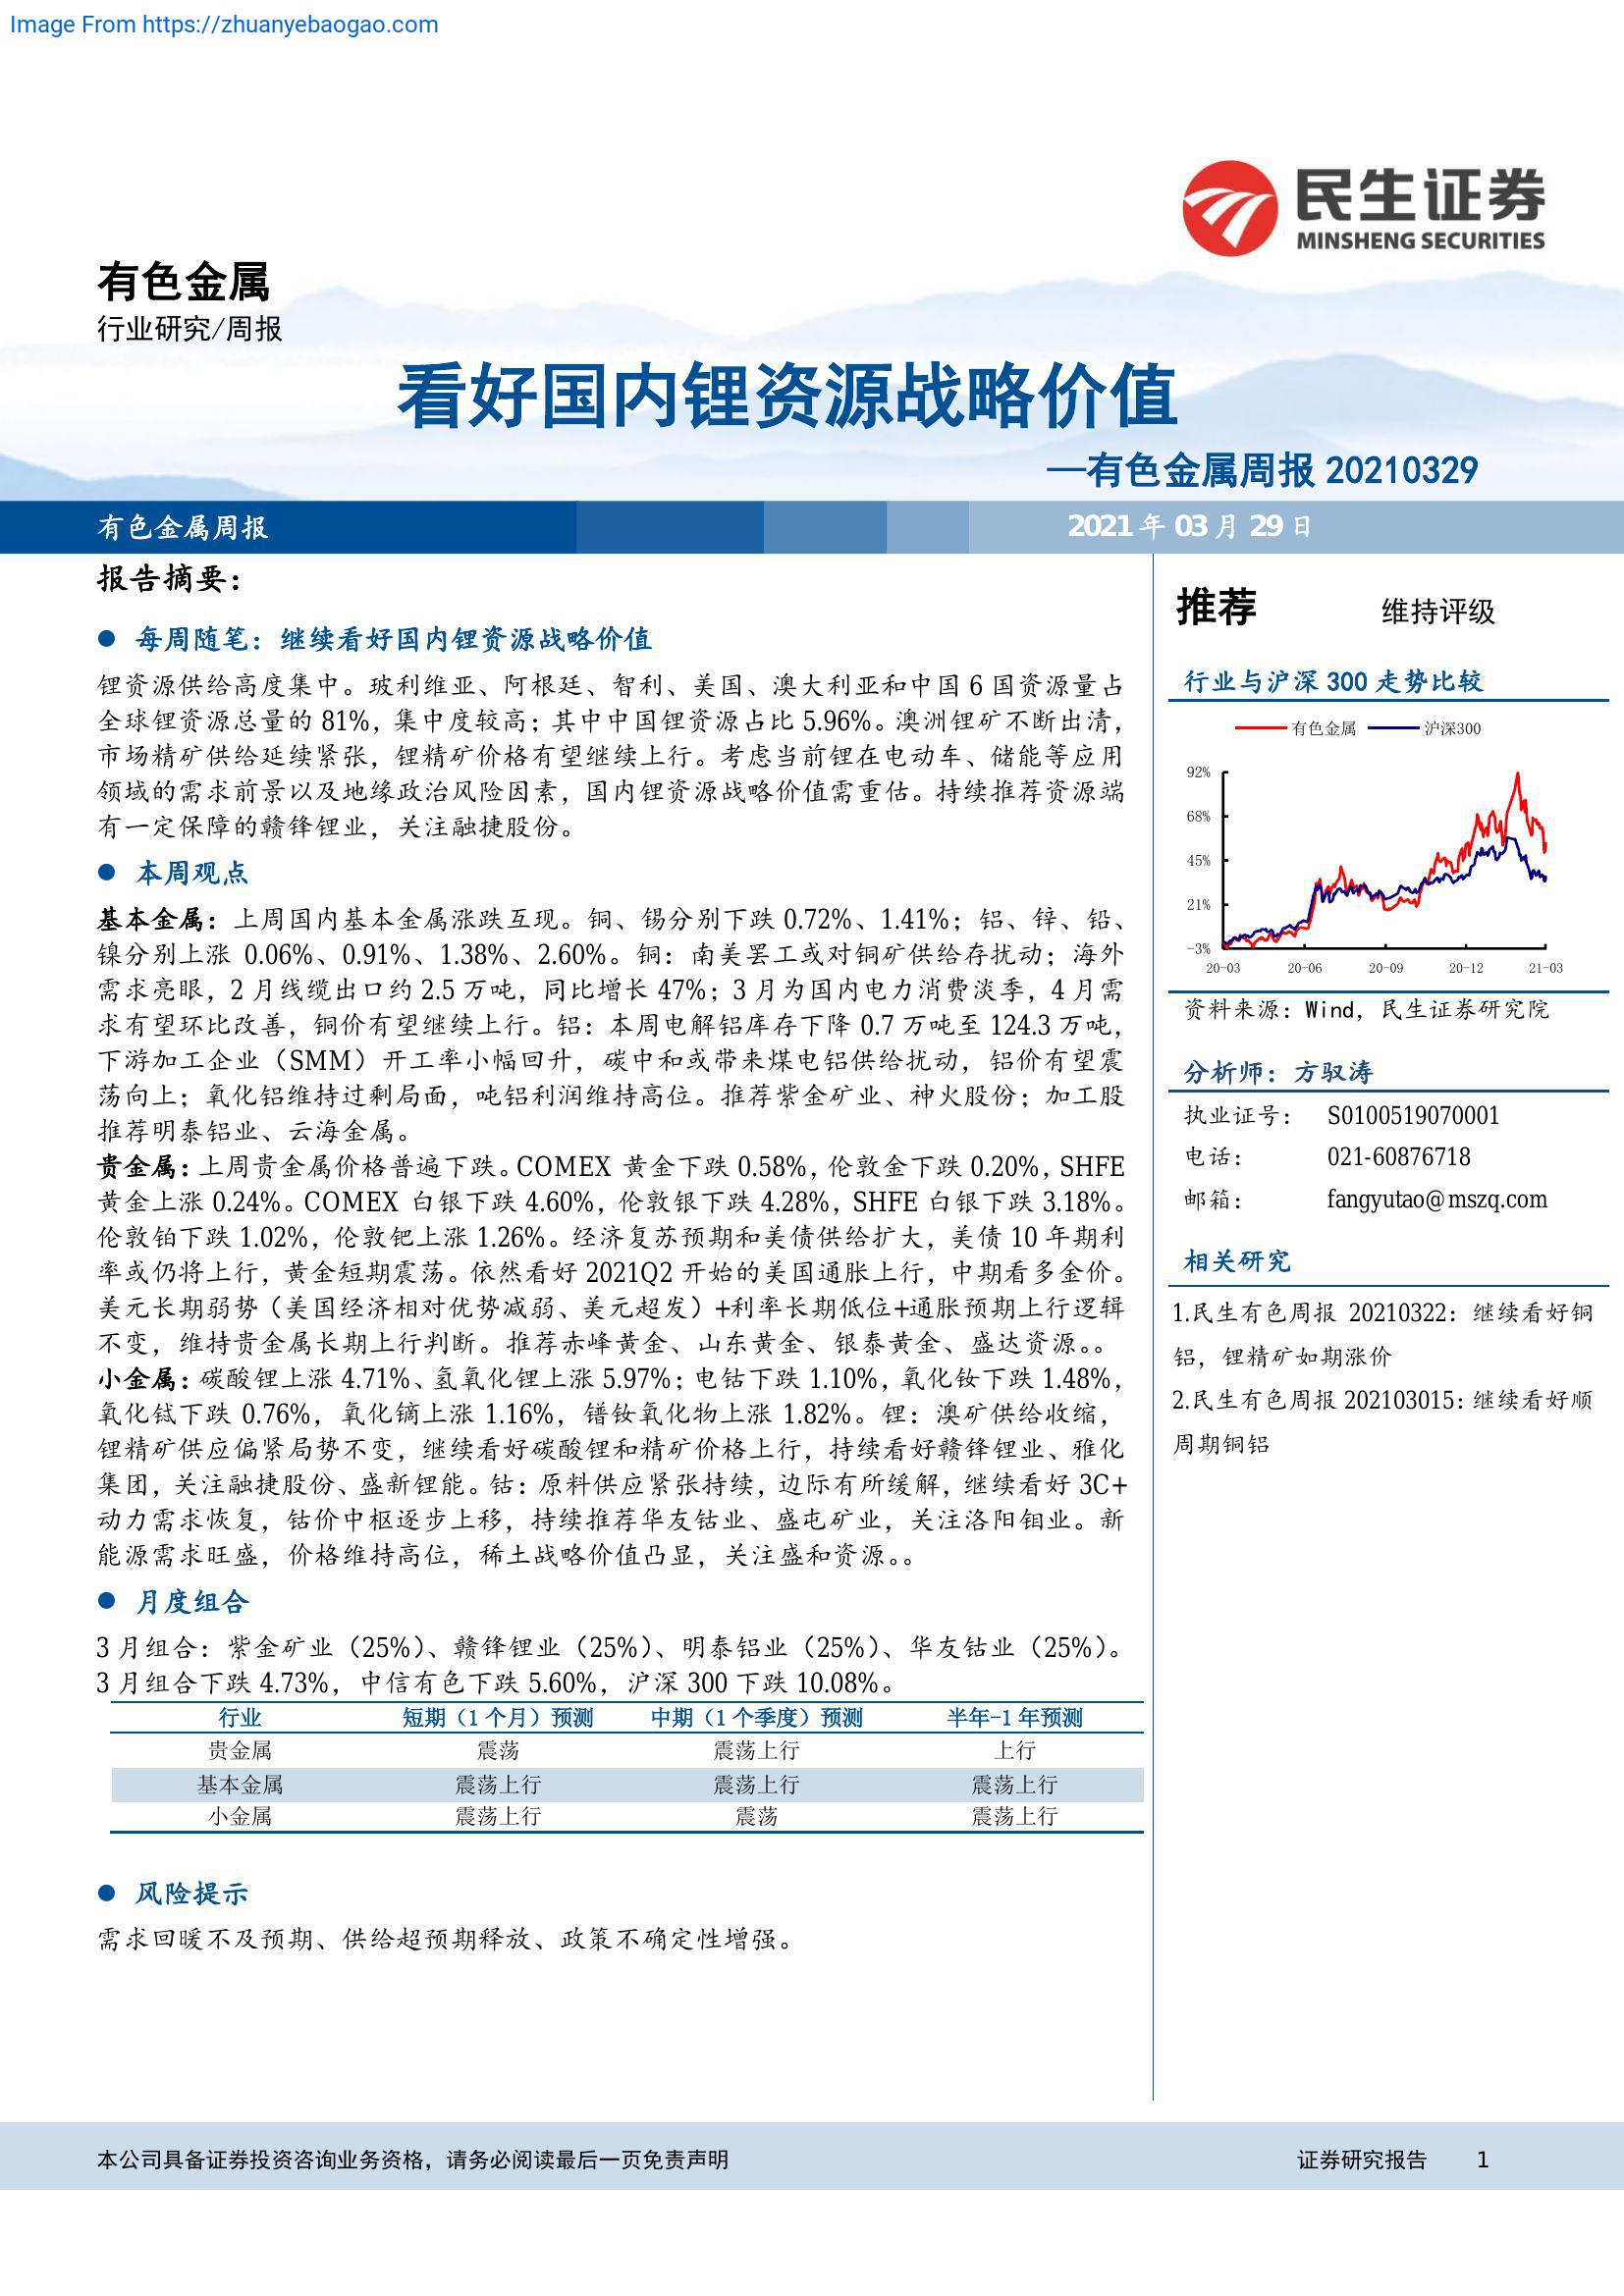 Image From https://zhuanyebaogao.com
民生证券
MINSHENG SECURITIES
有色金属
行业研究/周报
看好国内锂资源战略价值
—有色金属周报 20210329
有色金属周报
2021 年 03 月 29 日
报告摘要：
● 每周随笔：继续看好国内锂资源战略价值
锂资源供给高度集中。玻利维亚、阿根廷、智利、美国、澳大利亚和中国 6 国资源量占
全球锂资源总量的 81%，集中度较高；其中中国锂资源占比 5.96%。澳洲锂矿不断出清，
市场精矿供给延续紧张，锂精矿价格有望继续上行。考虑当前锂在电动车、储能等应用
领域的需求前景以及地缘政治风险因素，国内锂资源战略价值需重估。持续推荐资源端
有一定保障的赣锋锂业，关注融捷股份。
● 本周观点
基本金属：上周国内基本金属涨跌互现。铜、锡分别下跌 0.72%、1.41%；铝、锌、铅、
镍分别上涨 0.06%、0.91%、1.38%、2.60%。铜：南美罢工或对铜矿供给存扰动；海外
需求亮眼，2 月线缆出口约 2.5 万吨，同比增长 47%；3 月为国内电力消费淡季，4 月需
求有望环比改善，铜价有望继续上行。铝：本周电解铝库存下降 0.7 万吨至 124.3 万吨，
下游加工企业（SMM）开工率小幅回升，碳中和或带来煤电铝供给扰动，铝价有望震
荡向上；氧化铝维持过剩局面，吨铝利润维持高位。推荐紫金矿业、神火股份；加工股
推荐明泰铝业、云海金属。
贵金属：上周贵金属价格普遍下跌。COMEX 黄金下跌 0.58%，伦敦金下跌 0.20%，SHFE
黄金上涨 0.24%。COMEX 白银下跌 4.60%，伦敦银下跌 4.28%，SHFE 白银下跌 3.18%。
伦敦铂下跌 1.02%，伦敦钯上涨 1.26%。经济复苏预期和美债供给扩大，美债 10 年期利
率或仍将上行，黄金短期震荡。依然看好 2021Q2 开始的美国通胀上行，中期看多金价。
美元长期弱势（美国经济相对优势减弱、美元超发）+利率长期低位+通胀预期上行逻辑
不变，维持贵金属长期上行判断。推荐赤峰黄金、山东黄金、银泰黄金、盛达资源。。
小金属：碳酸锂上涨 4.71%、氢氧化锂上涨 5.97%；电钴下跌 1.10%，氧化钕下跌 1.48%，
氧化铽下跌 0.76%，氧化镝上涨 1.16%，镨钕氧化物上涨 1.82%。锂：澳矿供给收缩，
锂精矿供应偏紧局势不变，继续看好碳酸锂和精矿价格上行，持续看好赣锋锂业、雅化
集团，关注融捷股份、盛新锂能。钴：原料供应紧张持续，边际有所缓解，继续看好 3C+
动力需求恢复，钴价中枢逐步上移，持续推荐华友钴业、盛屯矿业，关注洛阳钼业。新
能源需求旺盛，价格维持高位，稀土战略价值凸显，关注盛和资源。。
● 月度组合
3 月组合：紫金矿业（25%）、赣锋锂业（25%）、明泰铝业（25%）、华友钴业（25%）。
3 月组合下跌 4.73%，中信有色下跌 5.60%，沪深 300 下跌 10.08%。
行业 短期（1 个月）预测 中期（1 个季度）预测 半年-1 年预测
贵金属 震荡 震荡上行 上行
基本金属 震荡上行 震荡上行 震荡上行
小金属 震荡上行 震荡 震荡上行
● 风险提示
需求回暖不及预期、供给超预期释放、政策不确定性增强。
推荐 维持评级
行业与沪深 300 走势比较
有色金属 沪深300
92%
68%
45%
21%
-3%
20-03 20-06 20-09 20-12 21-03
资料来源：Wind，民生证券研究院
分析师：方驭涛
执业证号： S0100519070001
电话： 021-60876718
邮箱： fangyutao@mszq.com
相关研究
1.民生有色周报 20210322：继续看好铜
铝，锂精矿如期涨价
2.民生有色周报 202103015：继续看好顺
周期铜铝
本公司具备证券投资咨询业务资格，请务必阅读最后一页免责声明
证券研究报告 1